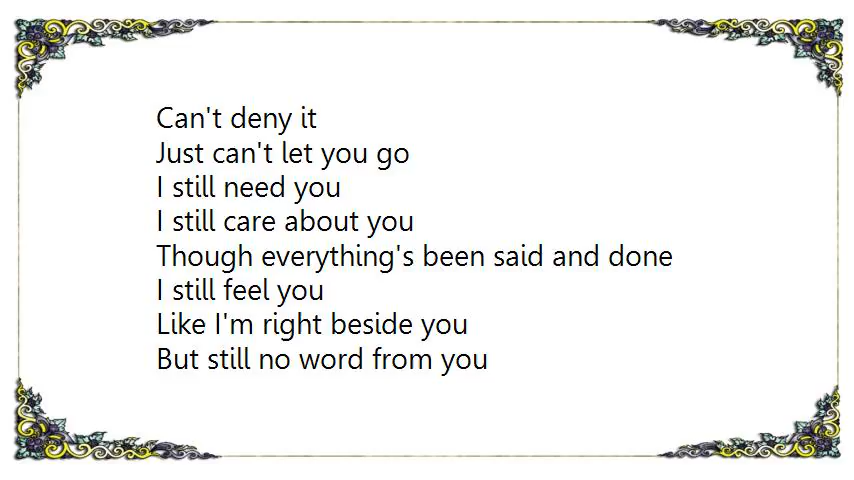 Can't deny it
Just can't let you go
I still need you
I still care about you
Though everything's been said and done
I still feel you
Like I'm right beside you
But still no word from you